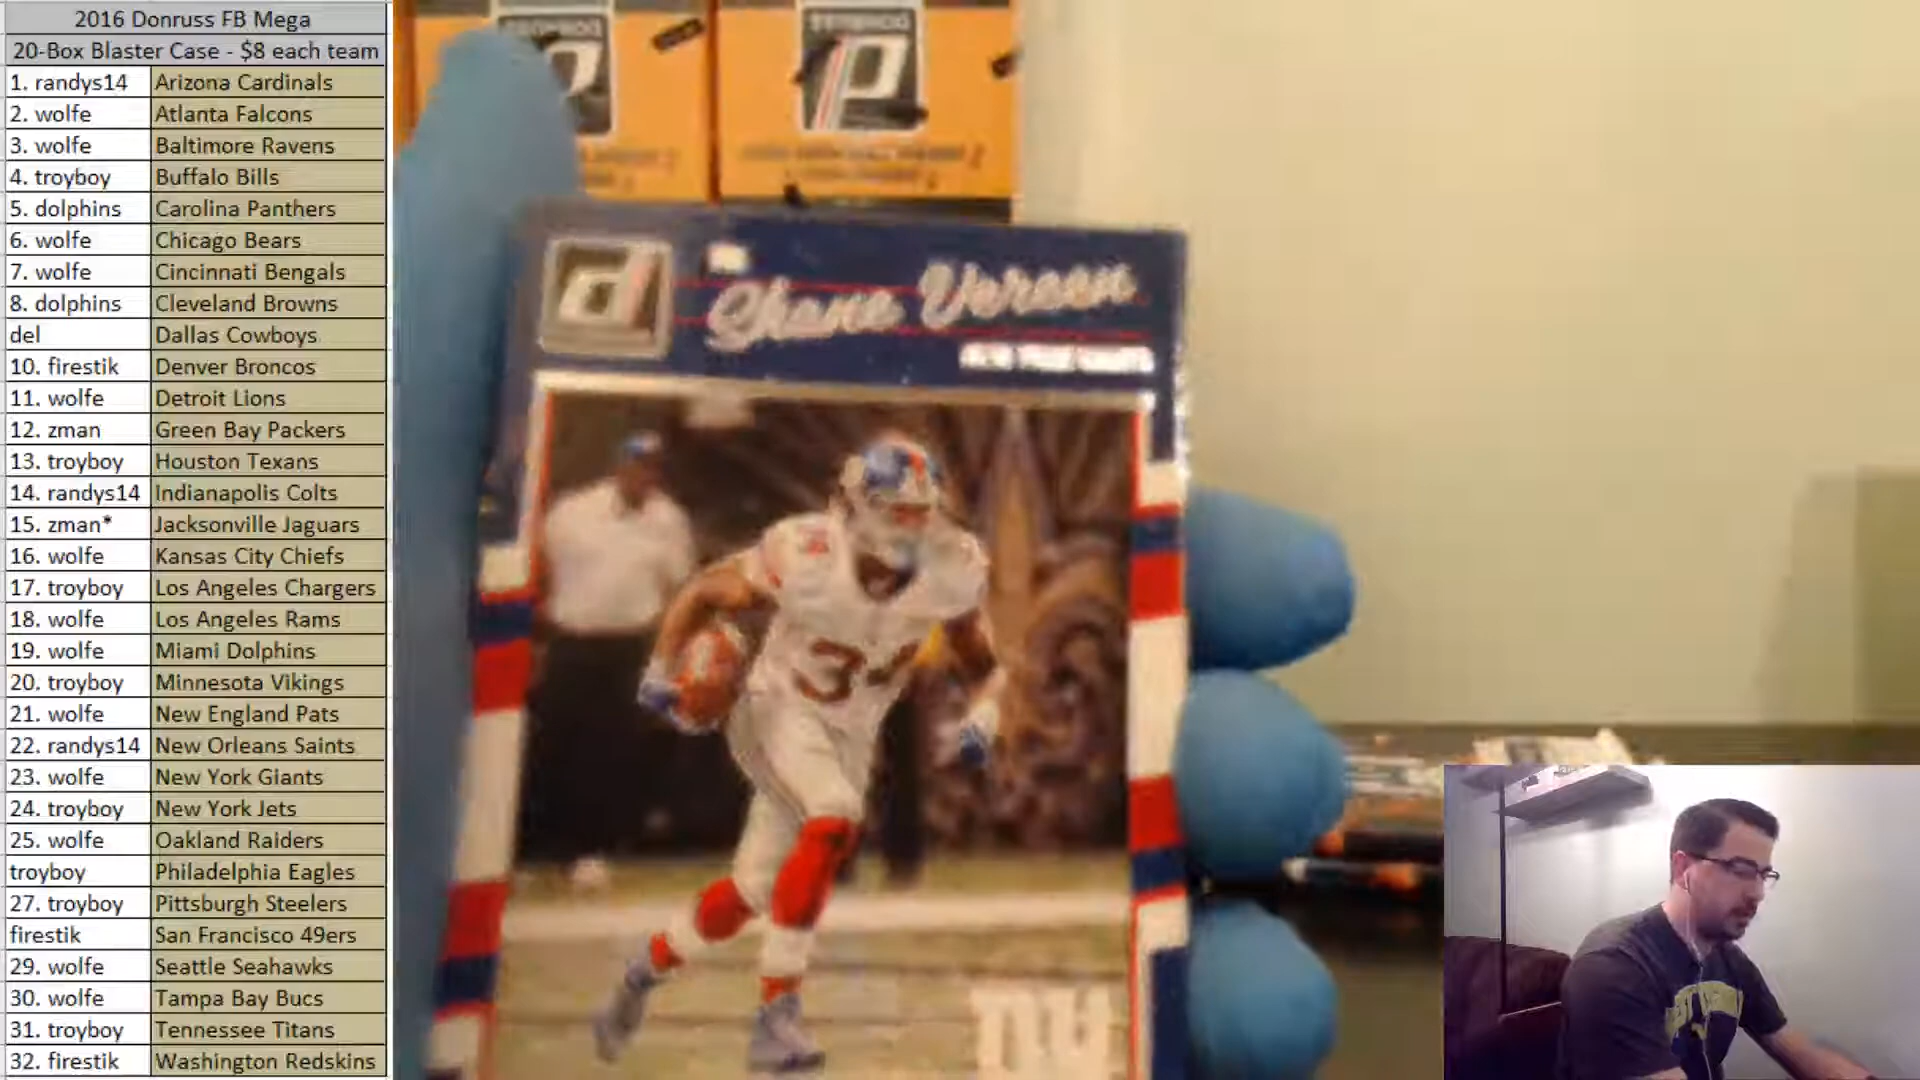 2016 Donruss FB Mega
20-Box Blaster Case - $8 each team
1. randys14 Arizona Cardinals
2. wolfe Atlanta Falcons
3. wolfe Baltimore Ravens
4. troyboy Buffalo Bills
5. dolphins Carolina Panthers
6. wolfe Chicago Bears
7. wolfe Cincinnati Bengals
8. dolphins Cleveland Browns
del Dallas Cowboys
10. firestik Denver Broncos
11. wolfe Detroit Lions
12. zman Green Bay Packers
13. troyboy Houston Texans
14. randys14 Indianapolis Colts
15. zman* Jacksonville Jaguars
16. wolfe Kansas City Chiefs
17. troyboy Los Angeles Chargers
18. wolfe Los Angeles Rams
19. wolfe Miami Dolphins
20. troyboy Minnesota Vikings
21. wolfe New England Pats
22. randys14 New Orleans Saints
23. wolfe New York Giants
24. troyboy New York Jets
25. wolfe Oakland Raiders
troyboy Philadelphia Eagles
27. troyboy Pittsburgh Steelers
firestik San Francisco 49ers
29. wolfe Seattle Seahawks
30. wolfe Tampa Bay Bucs
31. troyboy Tennessee Titans
32. firestik Washington Redskins
d
Shane Vereen
NEW YORK GIANTS
34
ny